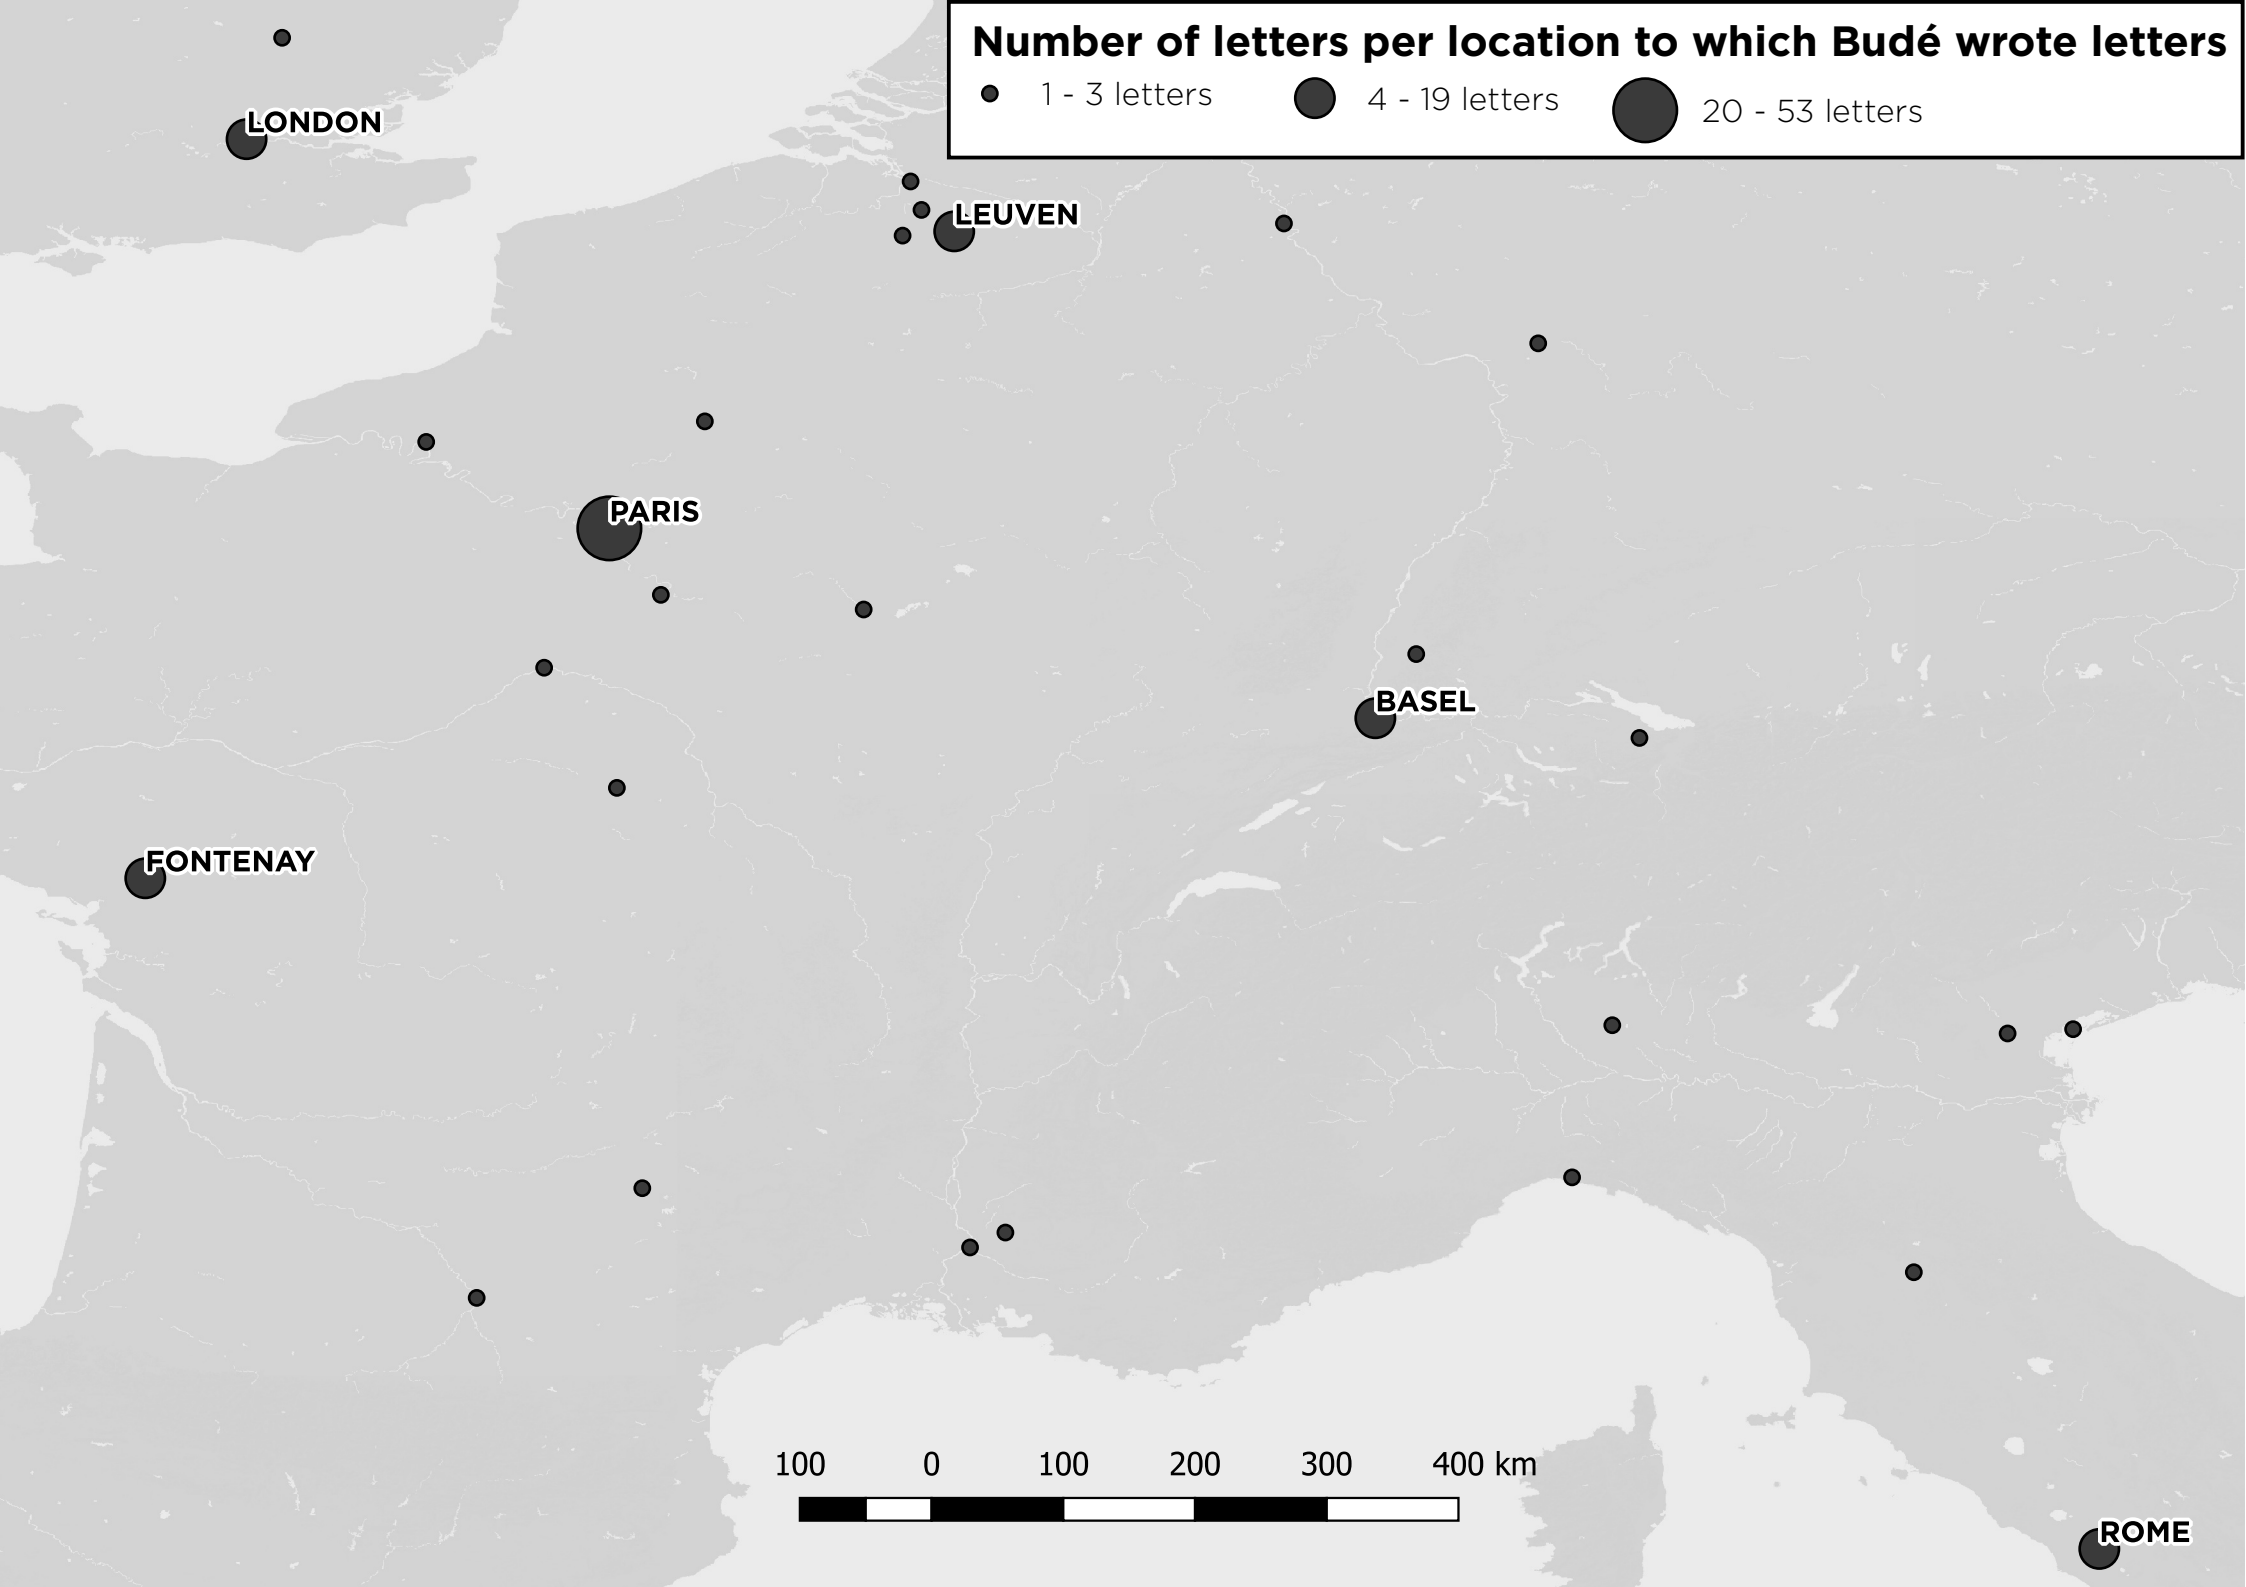 Number of letters per location to which Budé wrote letters
1 - 3 letters
4 - 19 letters
20 - 53 letters
LONDON
LEUVEN
PARIS
BASEL
FONTENAY
100 0 100 200 300 400 km
ROME